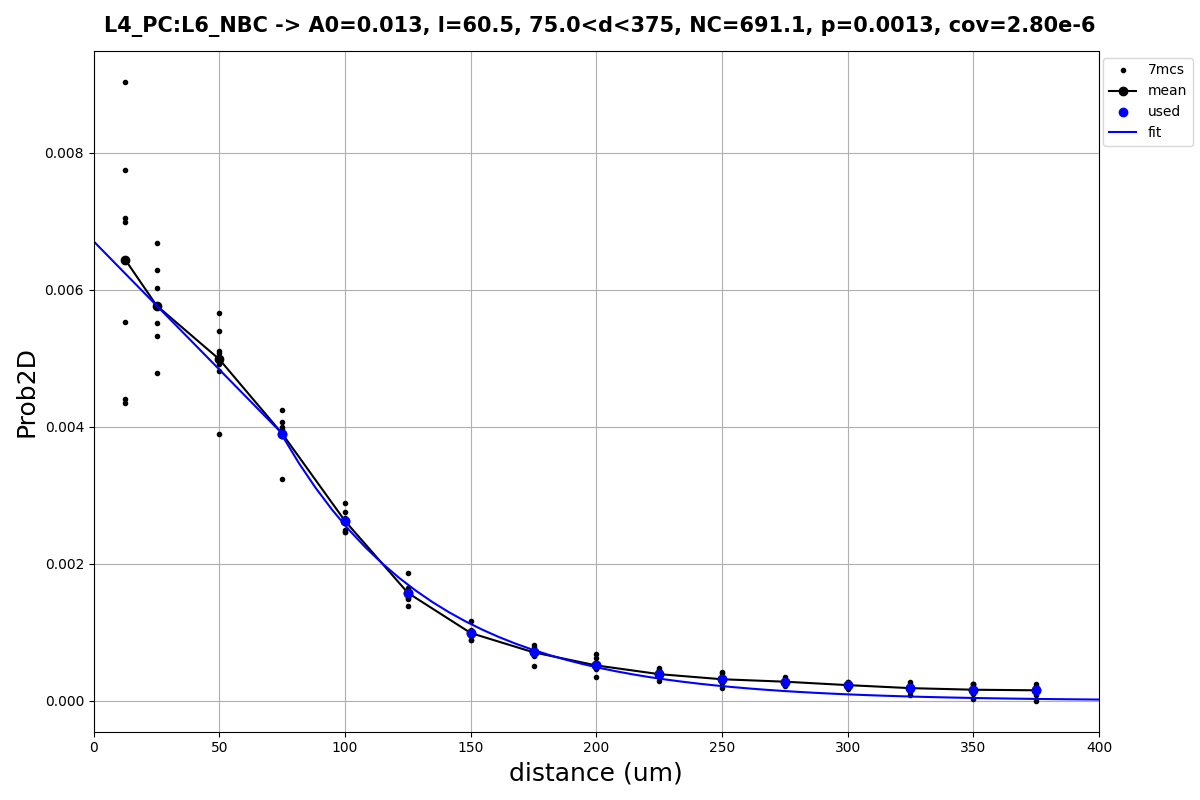 L4_PC:L6_NBC -> A0=0.013, l=60.5, 75.0<d<375, NC=691.1, p=0.0013, cov=2.80e-6
7mcs
mean
used
fit
0.008
0.006
0.004
0.002
0.000
Prob2D
0
50
100
150
200
250
300
350
400
distance (um)